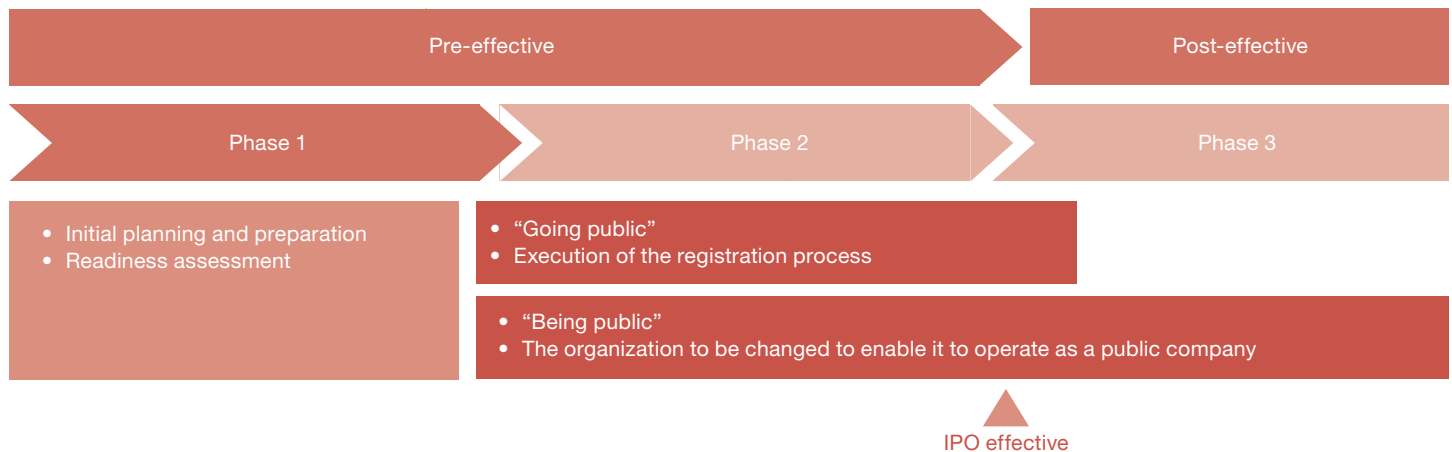 Pre-effective
Post-effective
Phase 1
Phase 2
Phase 3
• Initial planning and preparation
• Readiness assessment
• “Going public”
• Execution of the registration process
• “Being public”
• The organization to be changed to enable it to operate as a public company
IPO effective